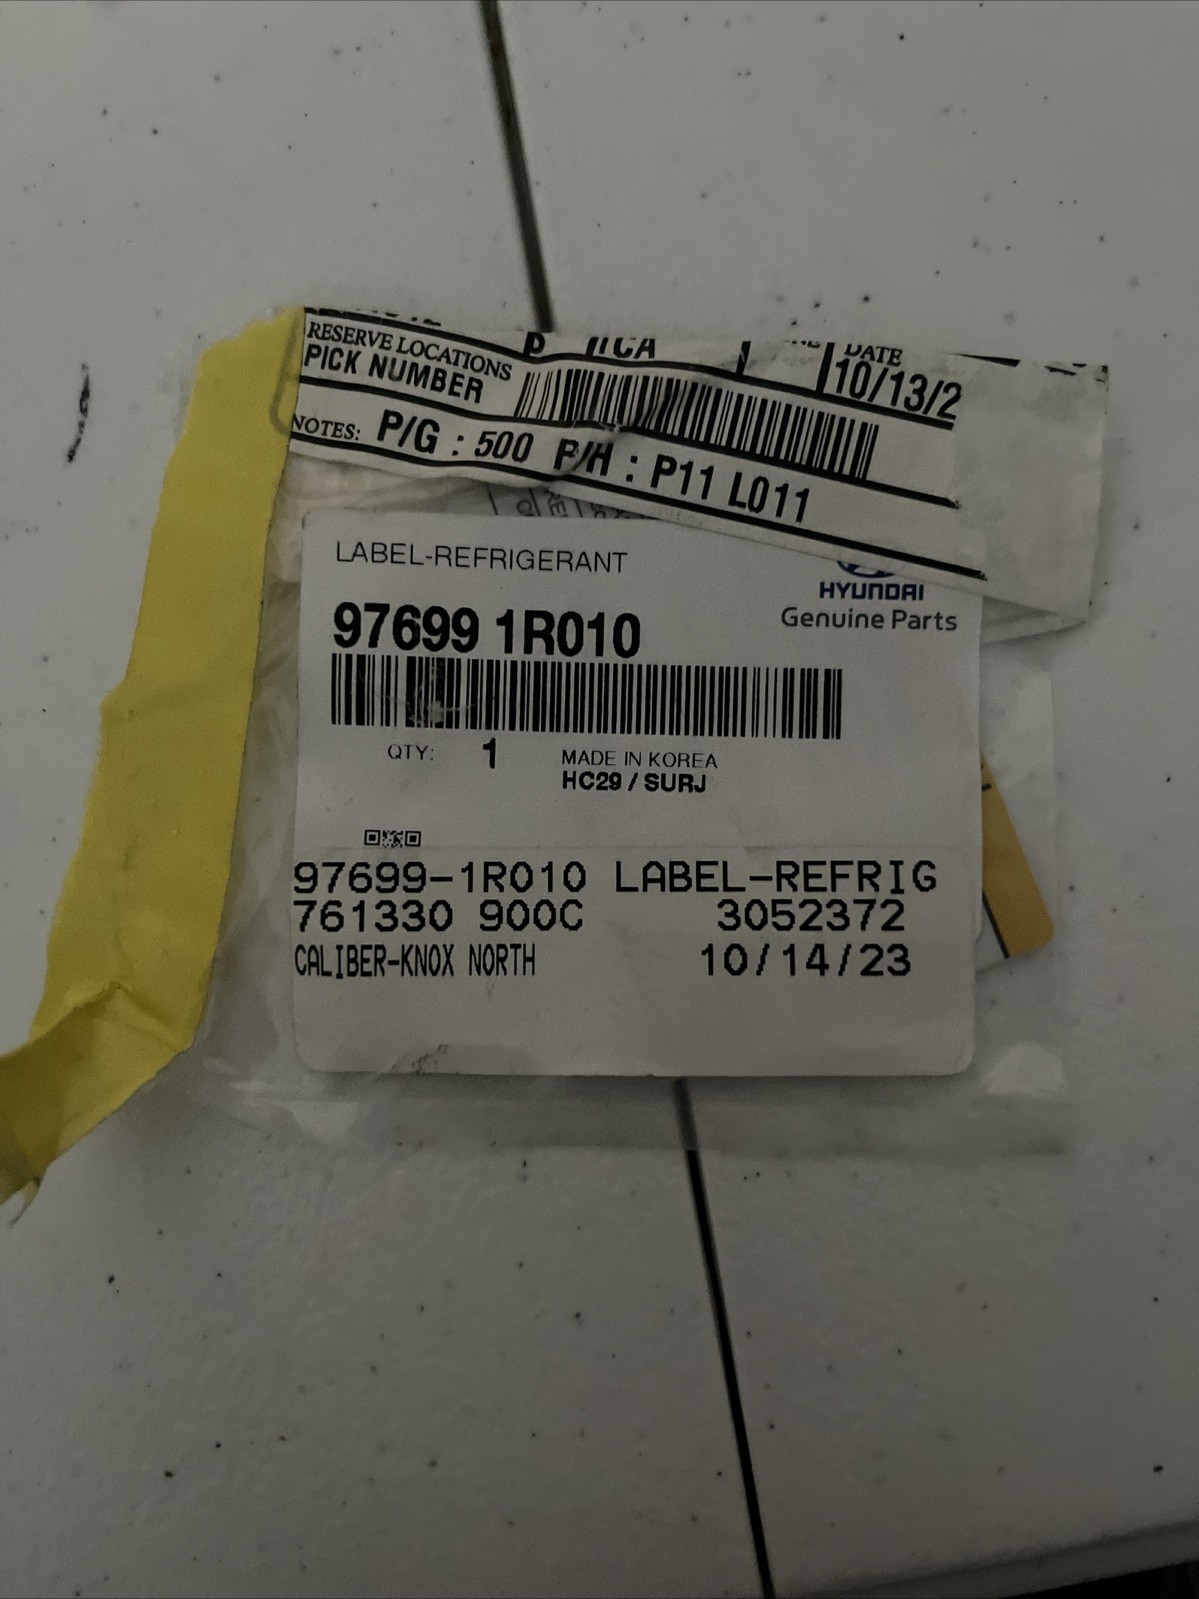 RESERVE LOCATIONS
PICK NUMBER
DATE
10/13/2
NOTES: P/G : 500 P/H : P11 L011
LABEL-REFRIGERANT
HYUNDAI
Genuine Parts
97699 1R010
QTY: 1
MADE IN KOREA
HC29 / SURJ
97699-1R010 LABEL-REFRIG
761330 900C 3052372
CALIBER-KNOX NORTH 10/14/23